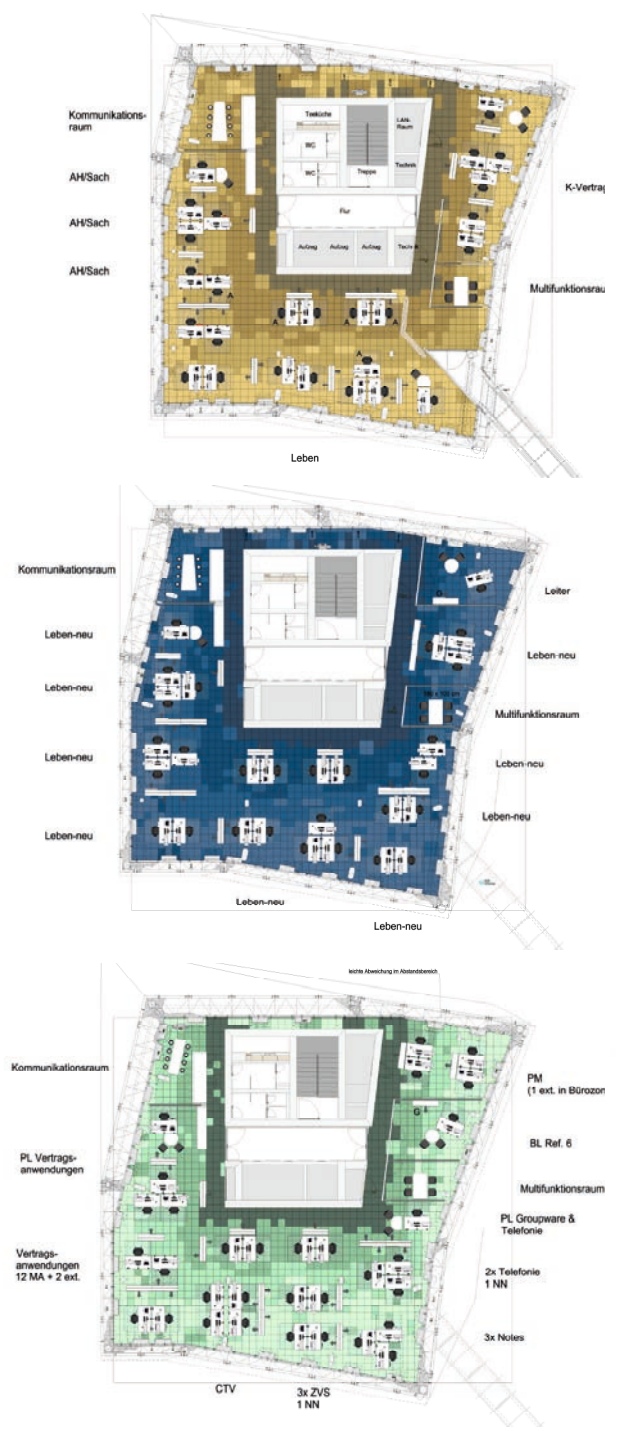 Kommunikations-
raum
AH/Sach
AH/Sach
AH/Sach
Teeküche
WC
WC
Treppe
LAN-
Raum
Technik
Flur
Aufzug
Aufzug
Aufzug
Technik
A
A
A
A
A
K-Vertrag
Multifunktionsrau
Leben
Kommunikationsraum
Leben-neu
Leben-neu
Leben-neu
Leben-neu
Leiter
Leben-neu
Multifunktionsraum
Leben-neu
Leben-neu
Leben-neu
Leben-neu
leichte Abweichung im Abstandsbereich
Kommunikationsraum
PL Vertrags-
anwendungen
Vertrags-
anwendungen
12 MA + 2 ext.
G
PM
(1 ext. in Bürozon
BL Ref. 6
Multifunktionsraum
PL Groupware &
Telefonie
2x Telefonie
1 NN
3x Notes
CTV
3x ZVS
1 NN